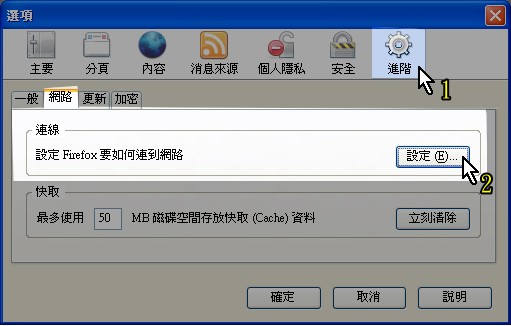 選項
主要 分頁 內容 消息來源 個人隱私 安全 進階
1
一般 網路 更新 加密
連線
設定 Firefox 要如何連到網路 設定 (E)...
2
快取
最多使用 50 MB 磁碟空間存放快取 (Cache) 資料 立刻清除
確定 取消 說明